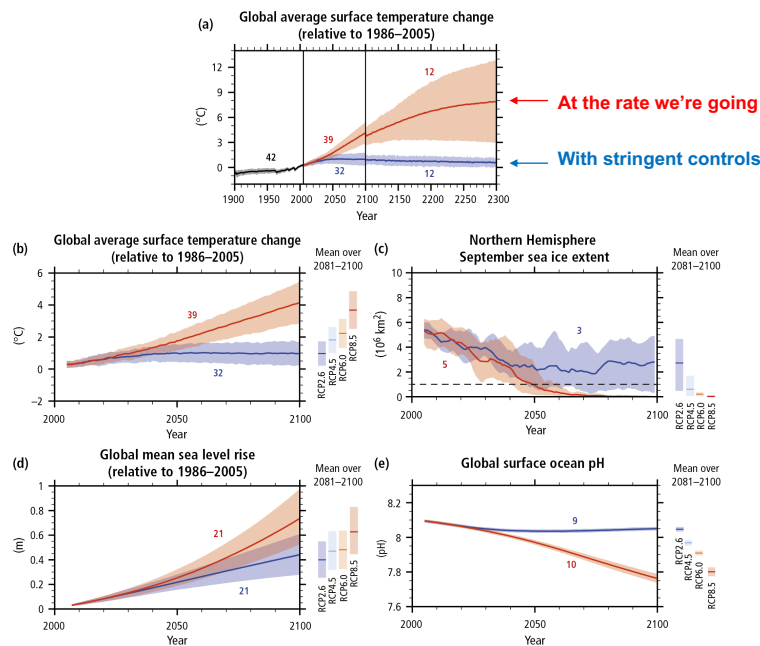 Global average surface temperature change
(relative to 1986–2005)
(a)
12
9
6
3
0
(°C)
12
39
42
32
12
1900 1950 2000 2050 2100 2150 2200 2250 2300
Year
At the rate we're going
With stringent controls
(b)
Global average surface temperature change
(relative to 1986–2005)
Mean over
2081–2100
6
4
2
0
−2
(°C)
39
32
2000 2050 2100
Year
RCP2.6
RCP4.5
RCP6.0
RCP8.5
(c)
Northern Hemisphere
September sea ice extent
Mean over
2081–2100
10
8
6
4
2
0
(10⁶ km²)
3
5
2000 2050 2100
Year
RCP2.6
RCP4.5
RCP6.0
RCP8.5
(d)
Global mean sea level rise
(relative to 1986–2005)
Mean over
2081–2100
1
0.8
0.6
0.4
0.2
0
(m)
21
21
2000 2050 2100
Year
RCP2.6
RCP4.5
RCP6.0
RCP8.5
(e)
Global surface ocean pH
Mean over
2081–2100
8.2
8.0
7.8
7.6
(pH)
9
10
2000 2050 2100
Year
RCP2.6
RCP4.5
RCP6.0
RCP8.5